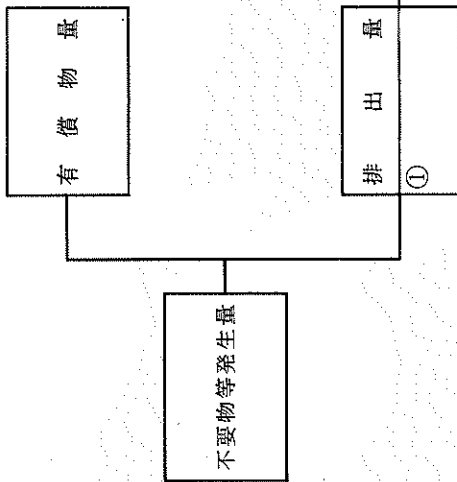 有償物量
不要物等発生量
排出量
①